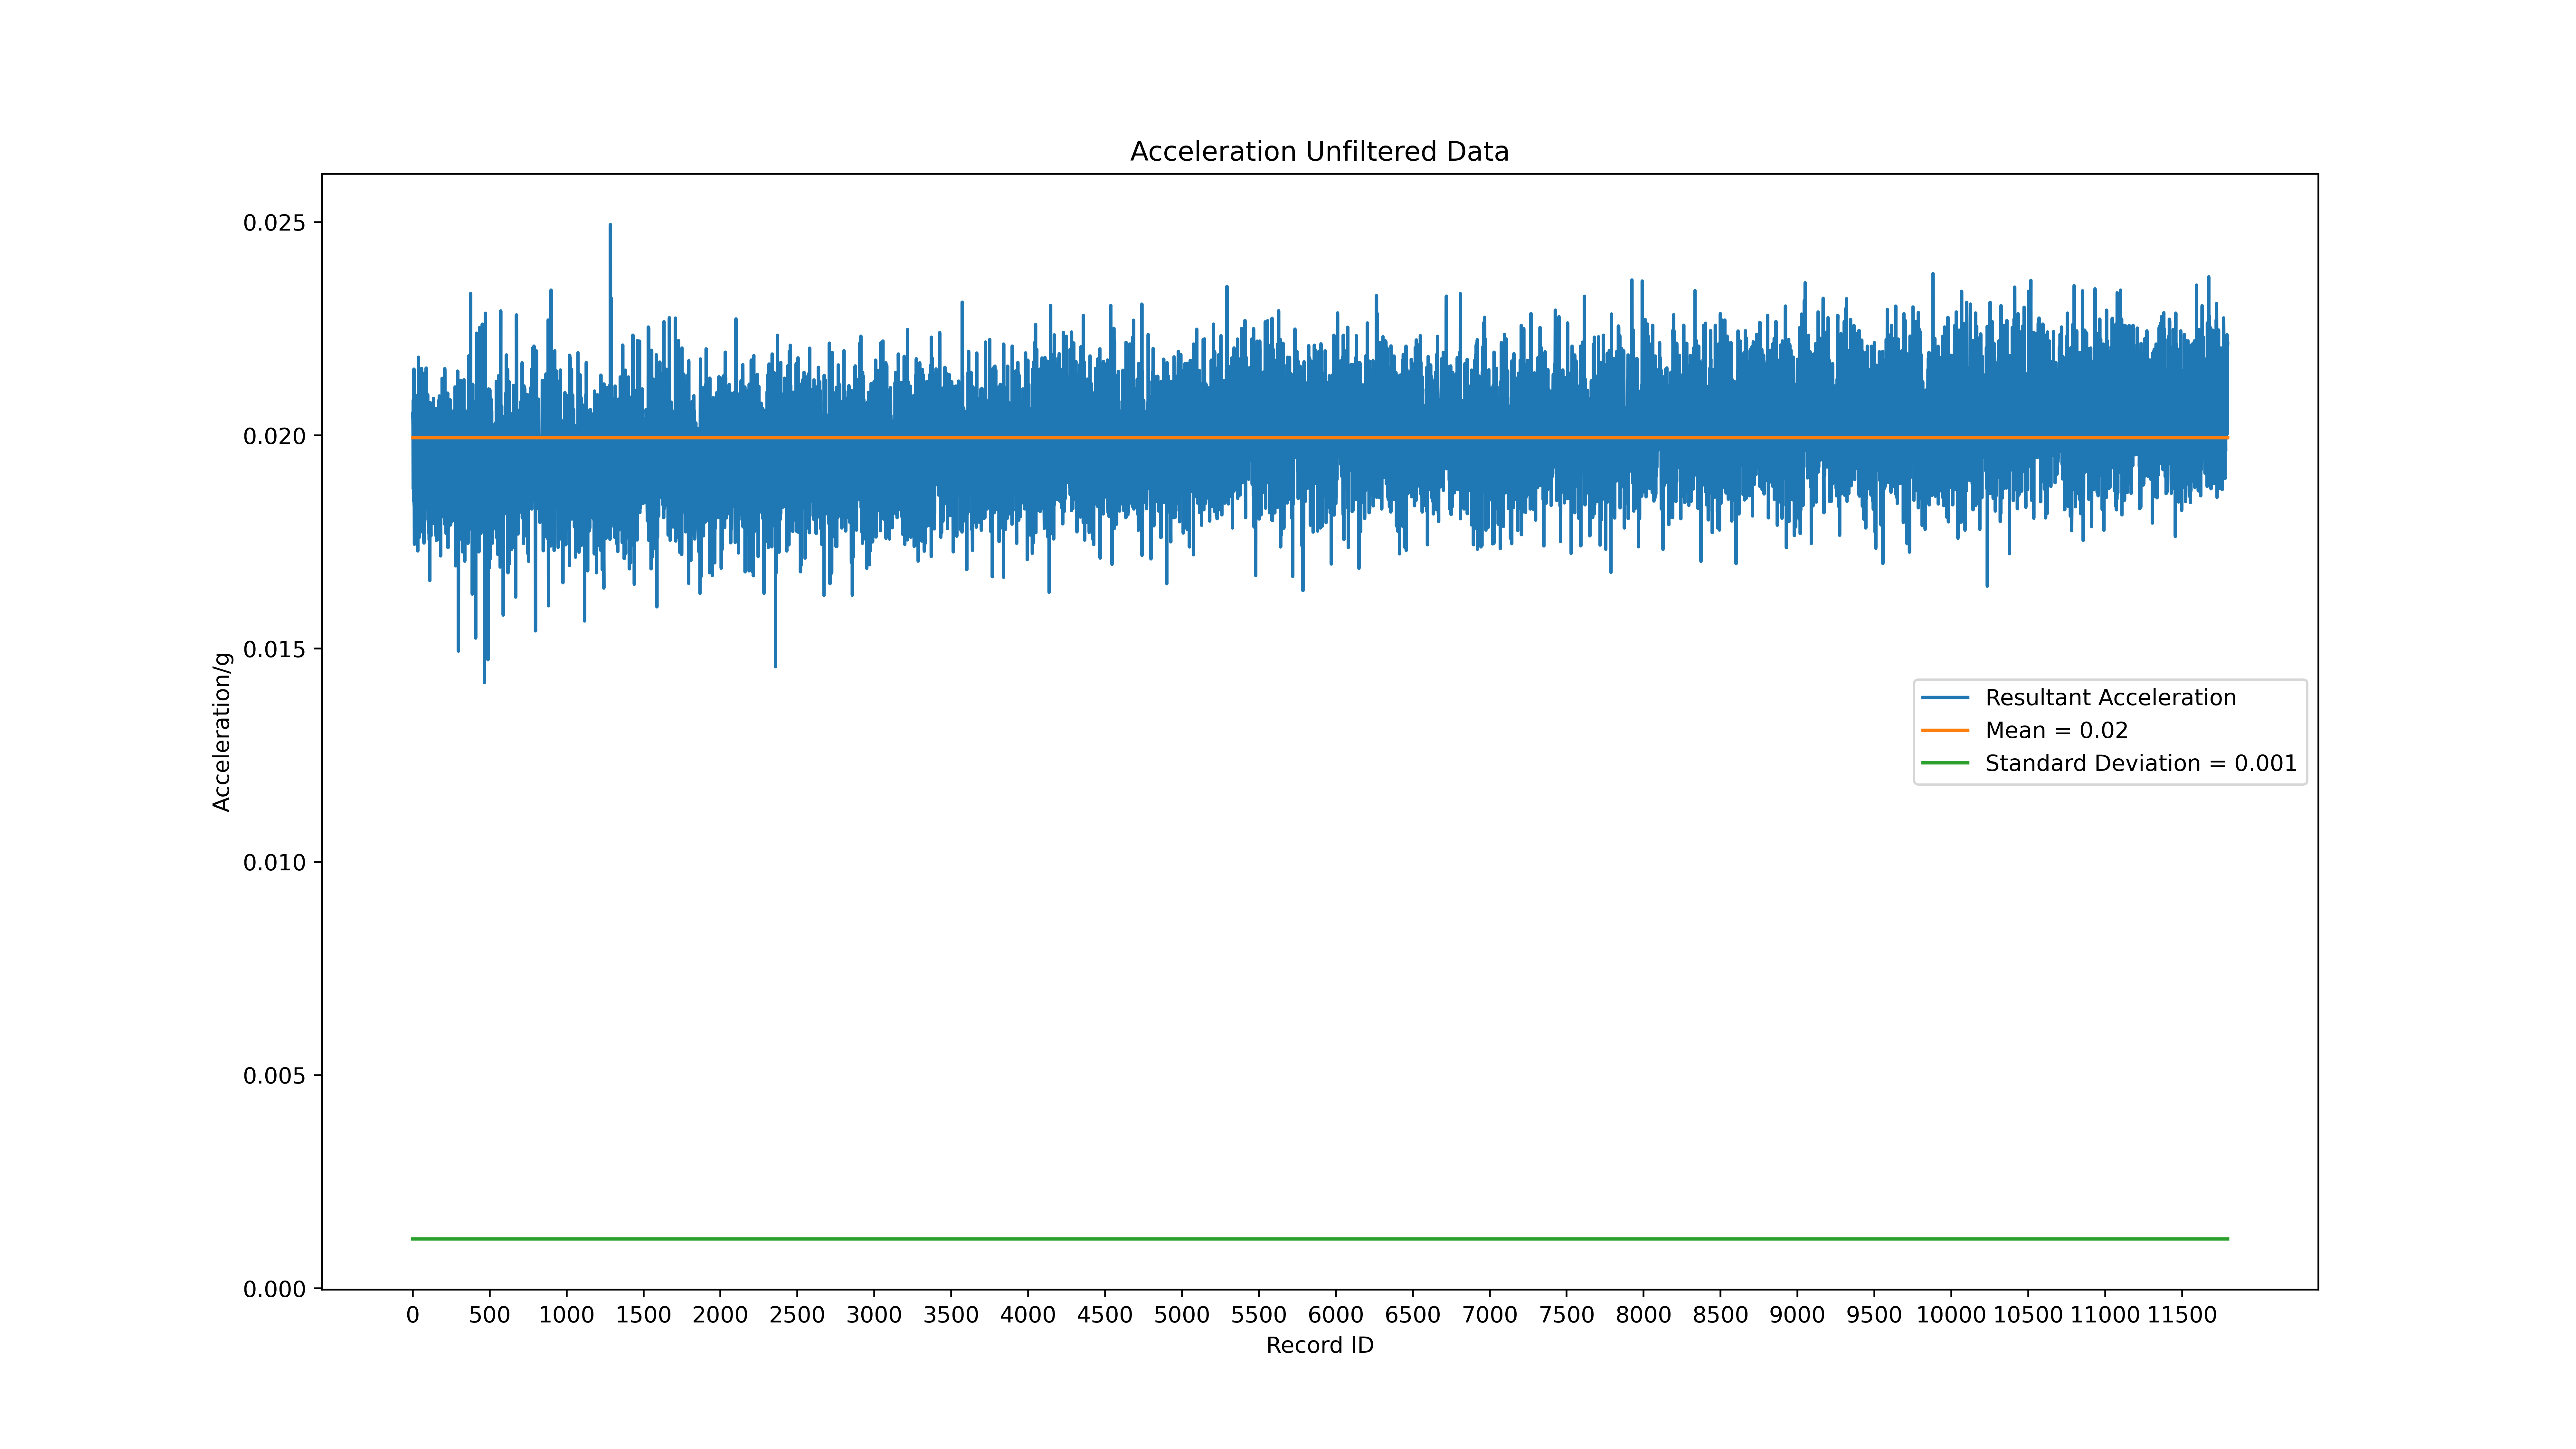 Acceleration Unfiltered Data
0.025
0.020
0.015
0.010
0.005
0.000
Acceleration/g
Resultant Acceleration
Mean = 0.02
Standard Deviation = 0.001
0 500 1000 1500 2000 2500 3000 3500 4000 4500 5000 5500 6000 6500 7000 7500 8000 8500 9000 9500 10000 10500 11000 11500
Record ID